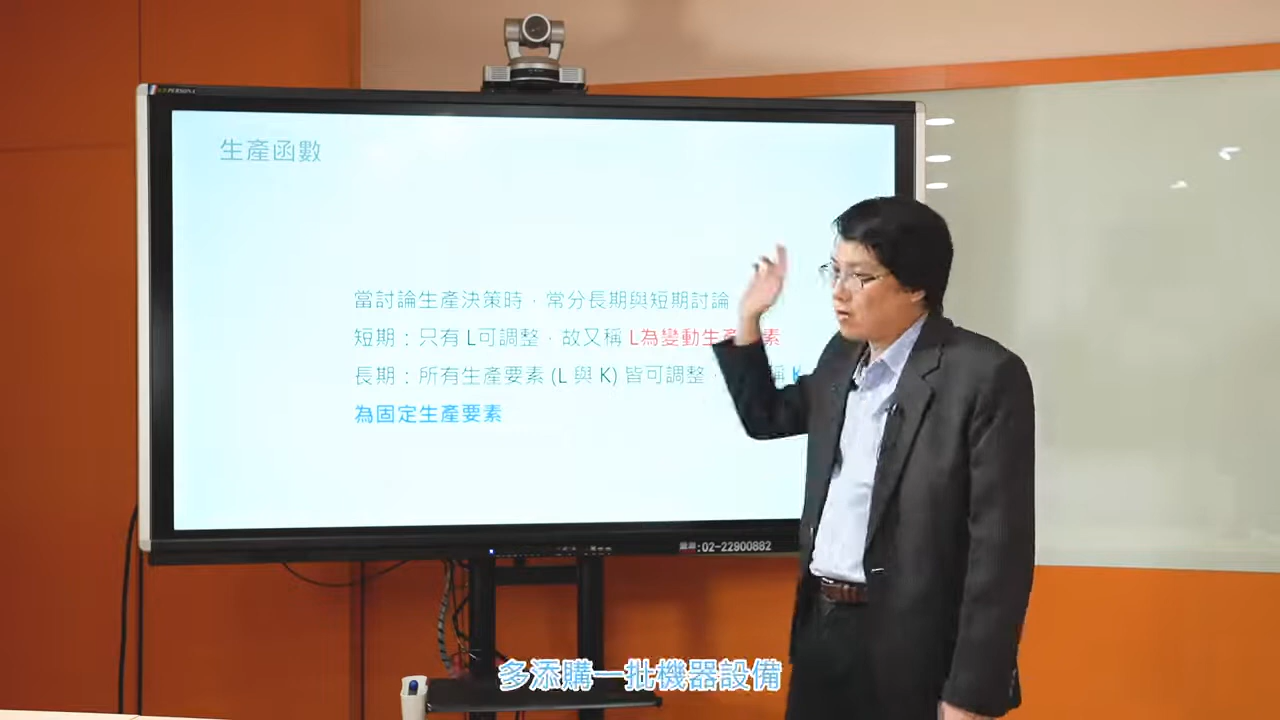 生產函數
當討論生產決策時，常分長期與短期討論
短期：只有 L可調整，故又稱 L為變動生產 素
長期：所有生產要素 (L 與 K) 皆可調整， 稱 K
為固定生產要素
:02-22900882
多添購一批機器設備